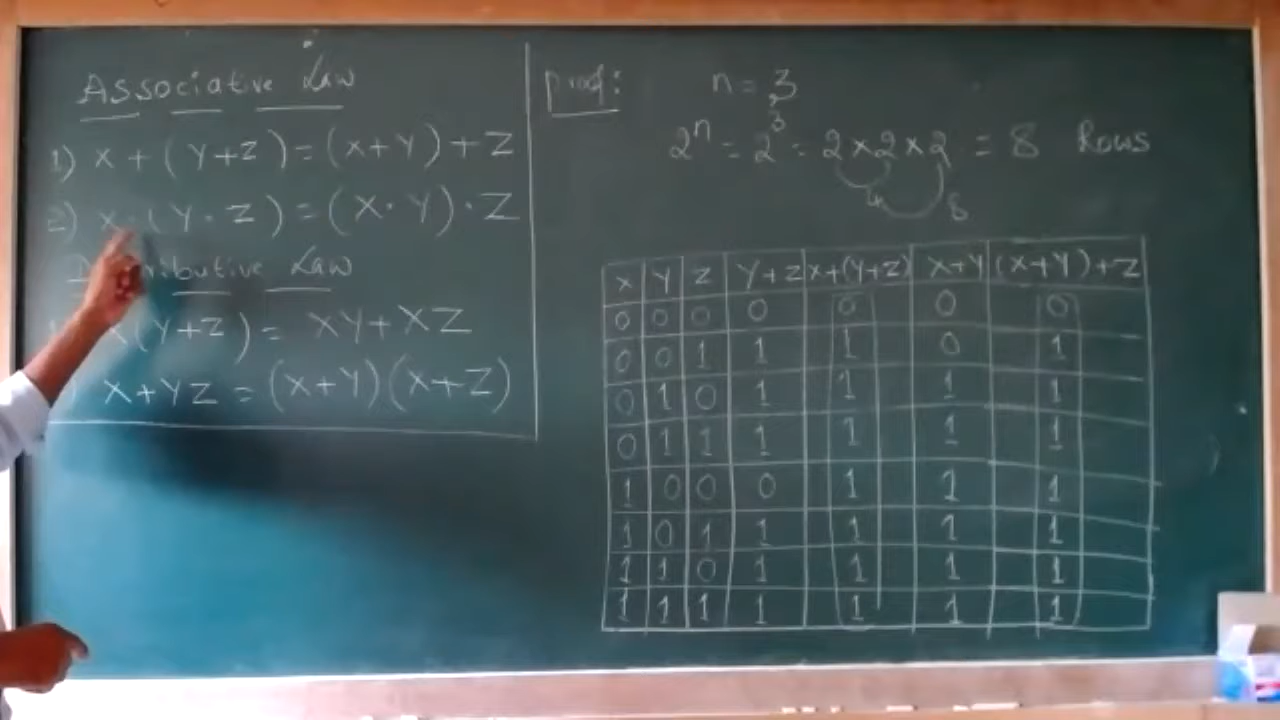 Associative Law
1) X + (Y+Z) = (X+Y) + Z
2) X · (Y · Z) = (X · Y) · Z
Law
X(Y+Z) = XY + XZ
X+YZ = (X+Y)(X+Z)
proof:
n = 3
2ⁿ = 2³ = 2×2×2 = 8 Rows
4 8
X Y Z Y+Z X+(Y+Z) X+Y (X+Y)+Z
0 0 0 0 0 0 0
0 0 1 1 1 0 1
0 1 0 1 1 1 1
0 1 1 1 1 1 1
1 0 0 0 1 1 1
1 0 1 1 1 1 1
1 1 0 1 1 1 1
1 1 1 1 1 1 1